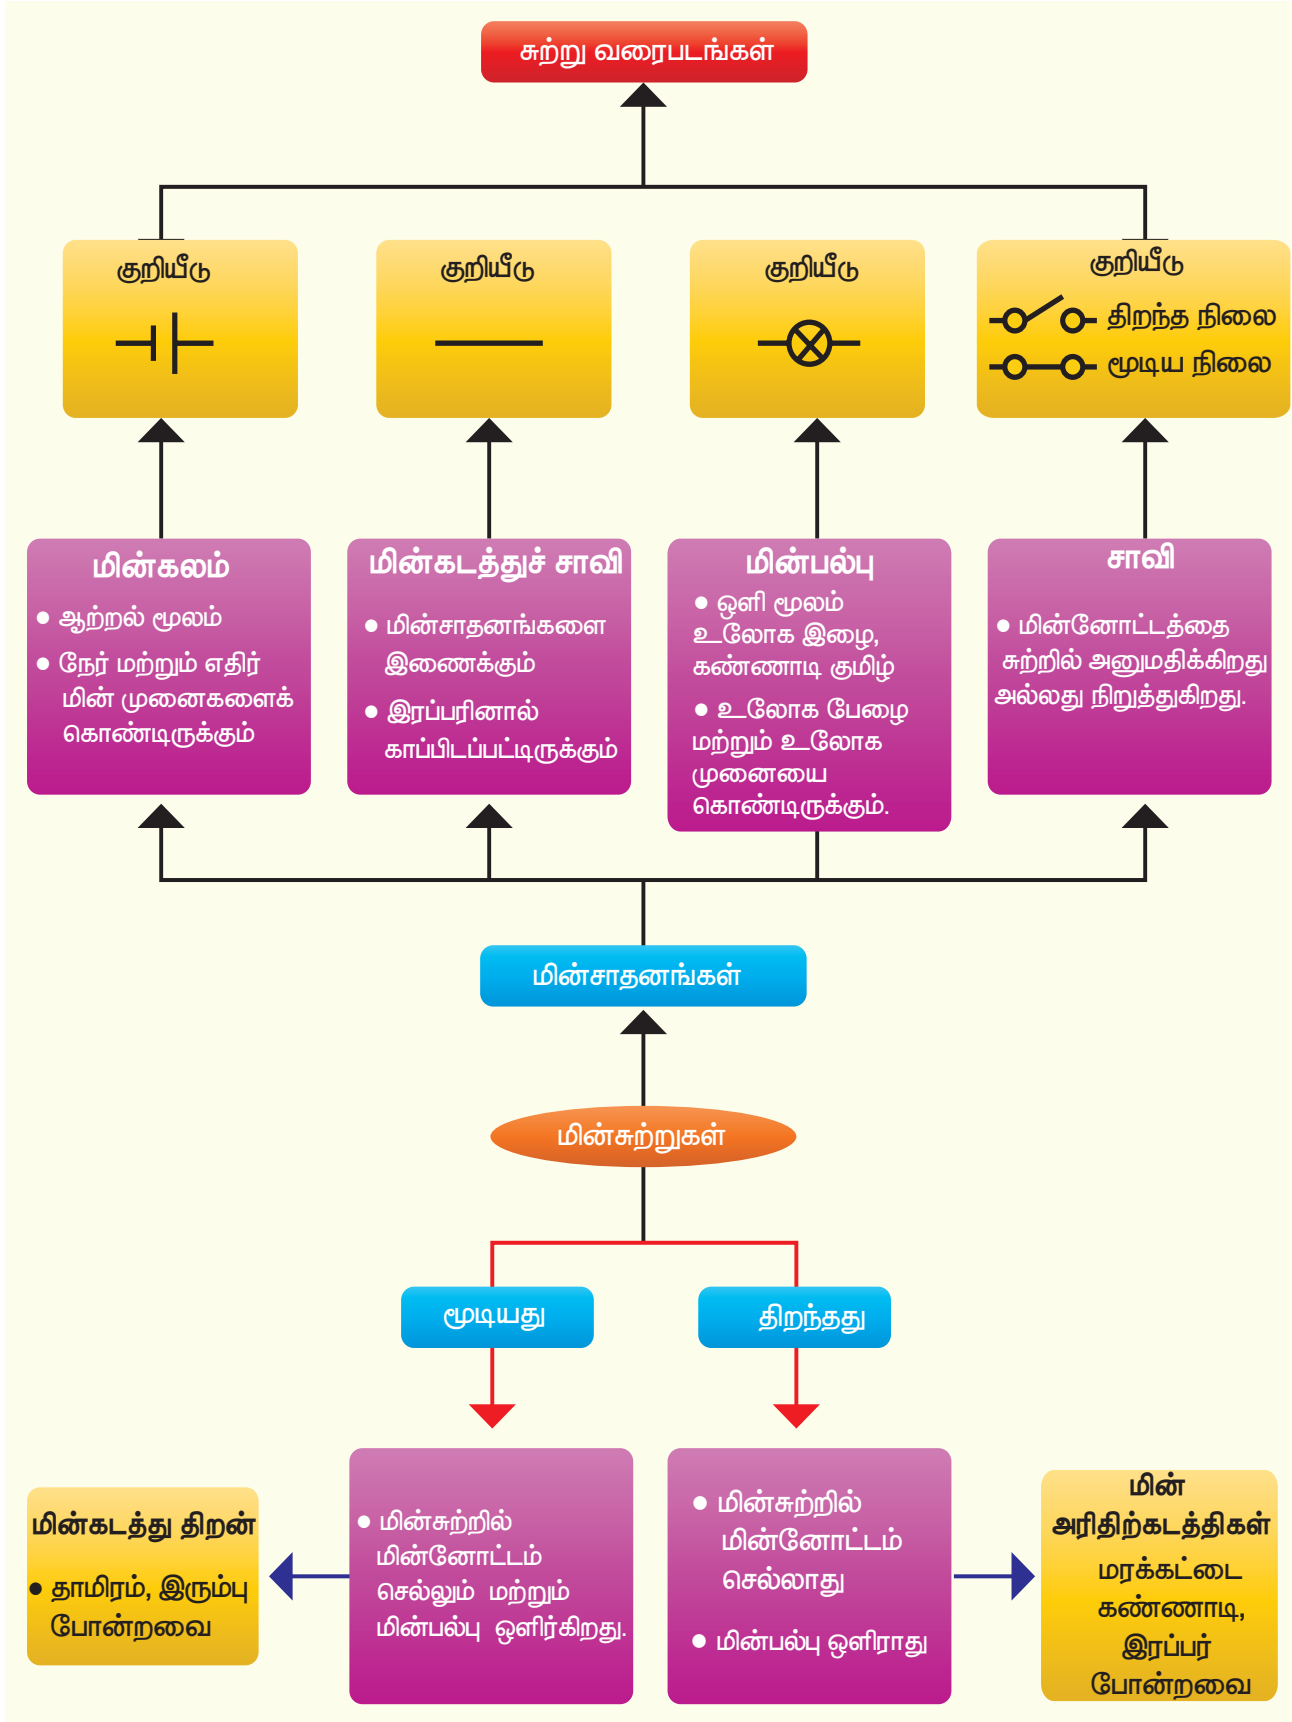 சுற்று வரைபடங்கள்
குறியீடு
குறியீடு
குறியீடு
குறியீடு
திறந்த நிலை
மூடிய நிலை
மின்கலம்
● ஆற்றல் மூலம்
● நேர் மற்றும் எதிர்
மின் முனைகளைக்
கொண்டிருக்கும்
மின்கடத்துச் சாவி
● மின்சாதனங்களை
இணைக்கும்
● இரப்பரினால்
காப்பிடப்பட்டிருக்கும்
மின்பல்பு
● ஒளி மூலம்
உலோக இழை,
கண்ணாடி குமிழ்
● உலோக பேழை
மற்றும் உலோக
முனையை
கொண்டிருக்கும்.
சாவி
● மின்னோட்டத்தை
சுற்றில் அனுமதிக்கிறது
அல்லது நிறுத்துகிறது.
மின்சாதனங்கள்
மின்சுற்றுகள்
மூடியது
திறந்தது
மின்கடத்து திறன்
● தாமிரம், இரும்பு
போன்றவை
● மின்சுற்றில்
மின்னோட்டம்
செல்லும் மற்றும்
மின்பல்பு ஒளிர்கிறது.
● மின்சுற்றில்
மின்னோட்டம்
செல்லாது
● மின்பல்பு ஒளிராது
மின்
அரிதிற்கடத்திகள்
மரக்கட்டை
கண்ணாடி,
இரப்பர்
போன்றவை